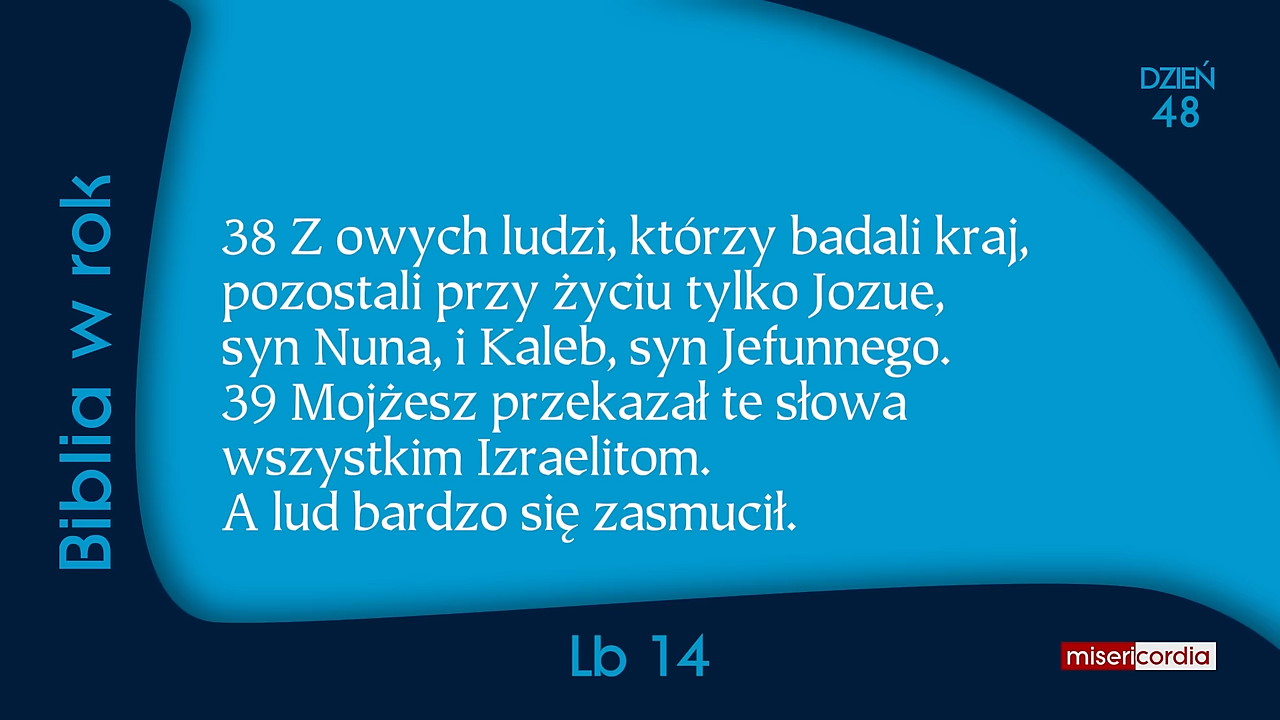 DZIEŃ
48
Biblia w rok
38 Z owych ludzi, którzy badali kraj,
pozostali przy życiu tylko Jozue,
syn Nuna, i Kaleb, syn Jefunnego.
39 Mojżesz przekazał te słowa
wszystkim Izraelitom.
A lud bardzo się zasmucił.
Lb 14
misericordia